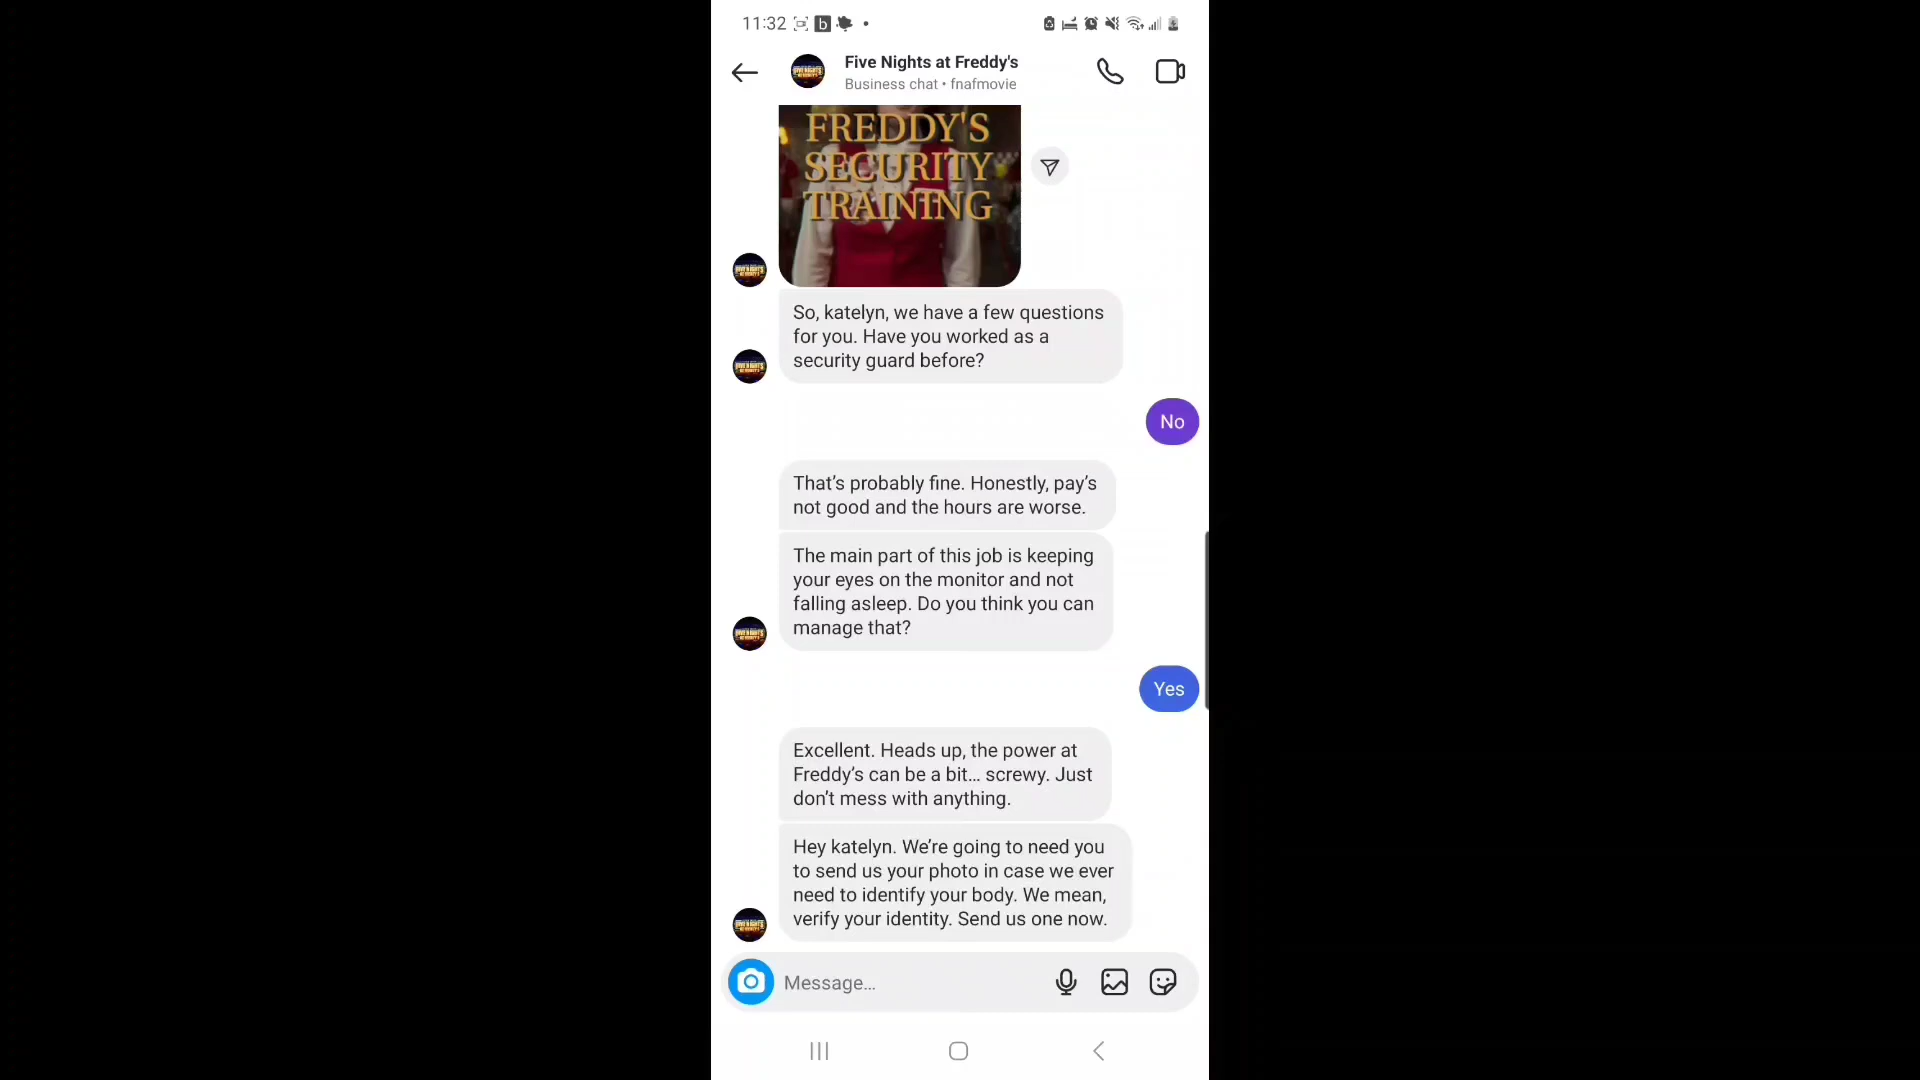 11:32
Five Nights at Freddy's
Business chat • fnafmovie
FREDDY'S
SECURITY
TRAINING
So, katelyn, we have a few questions
for you. Have you worked as a
security guard before?
No
That’s probably fine. Honestly, pay’s
not good and the hours are worse.
The main part of this job is keeping
your eyes on the monitor and not
falling asleep. Do you think you can
manage that?
Yes
Excellent. Heads up, the power at
Freddy’s can be a bit… screwy. Just
don’t mess with anything.
Hey katelyn. We’re going to need you
to send us your photo in case we ever
need to identify your body. We mean,
verify your identity. Send us one now.
Message…